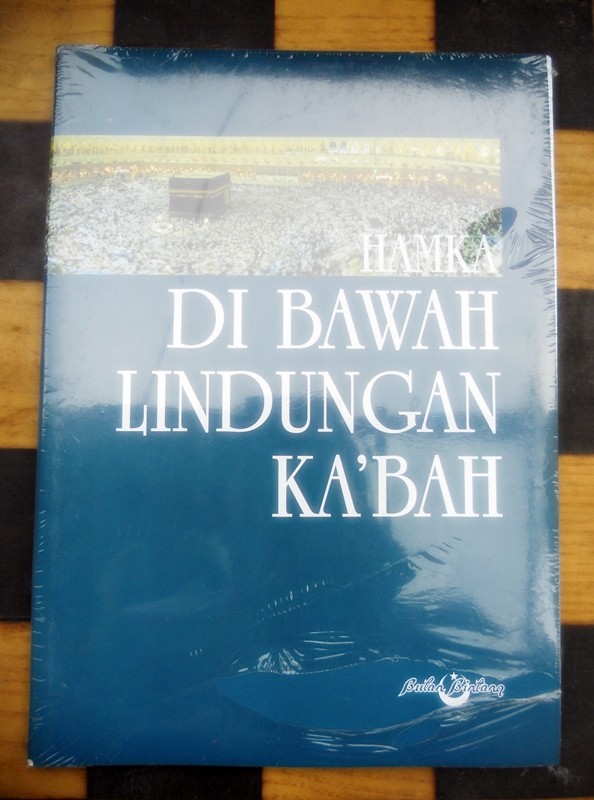 HAMKA
DI BAWAH
LINDUNGAN
KA'BAH
Bulan Bintang